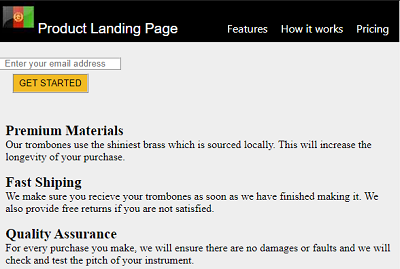 Product Landing Page
Features How it works Pricing
Enter your email address
GET STARTED
Premium Materials
Our trombones use the shiniest brass which is sourced locally. This will increase the
longevity of your purchase.
Fast Shiping
We make sure you recieve your trombones as soon as we have finished making it. We
also provide free returns if you are not satisfied.
Quality Assurance
For every purchase you make, we will ensure there are no damages or faults and we will
check and test the pitch of your instrument.